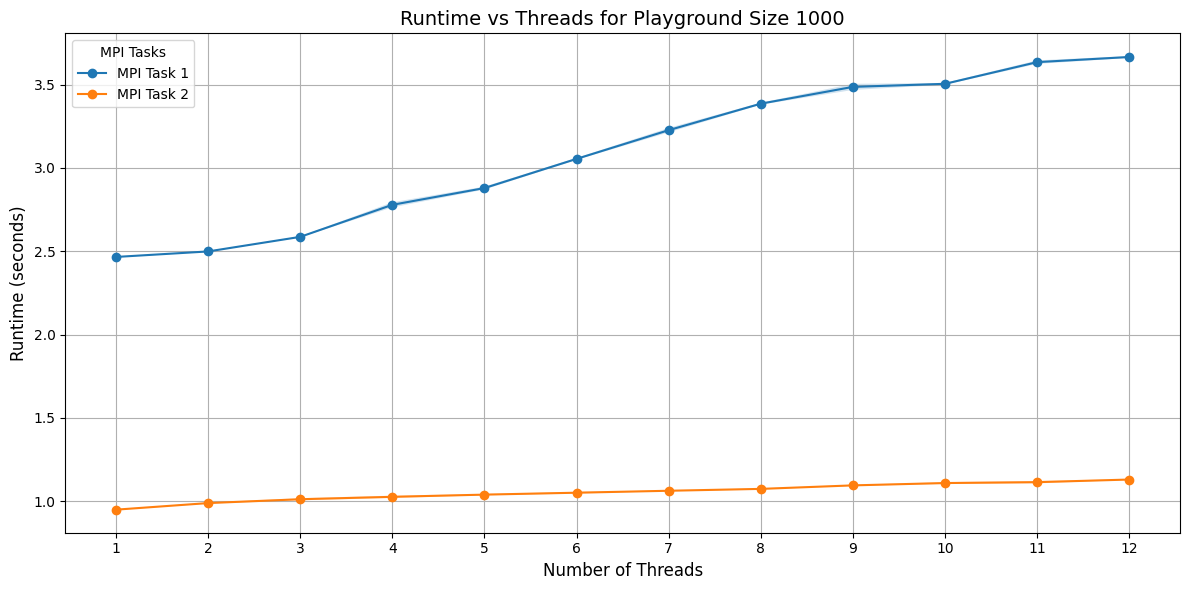 Runtime vs Threads for Playground Size 1000
MPI Tasks
MPI Task 1
MPI Task 2
Runtime (seconds)
3.5
3.0
2.5
2.0
1.5
1.0
1 2 3 4 5 6 7 8 9 10 11 12
Number of Threads